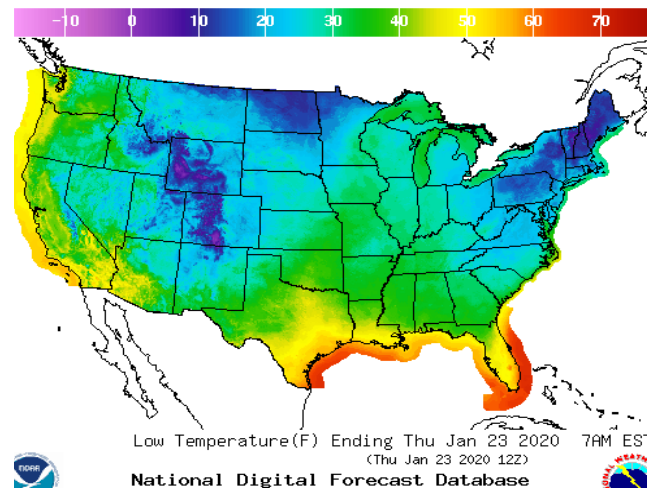 -10 0 10 20 30 40 50 60 70
Low Temperature(F) Ending Thu Jan 23 2020 7AM EST
(Thu Jan 23 2020 12Z)
National Digital Forecast Database
noaa